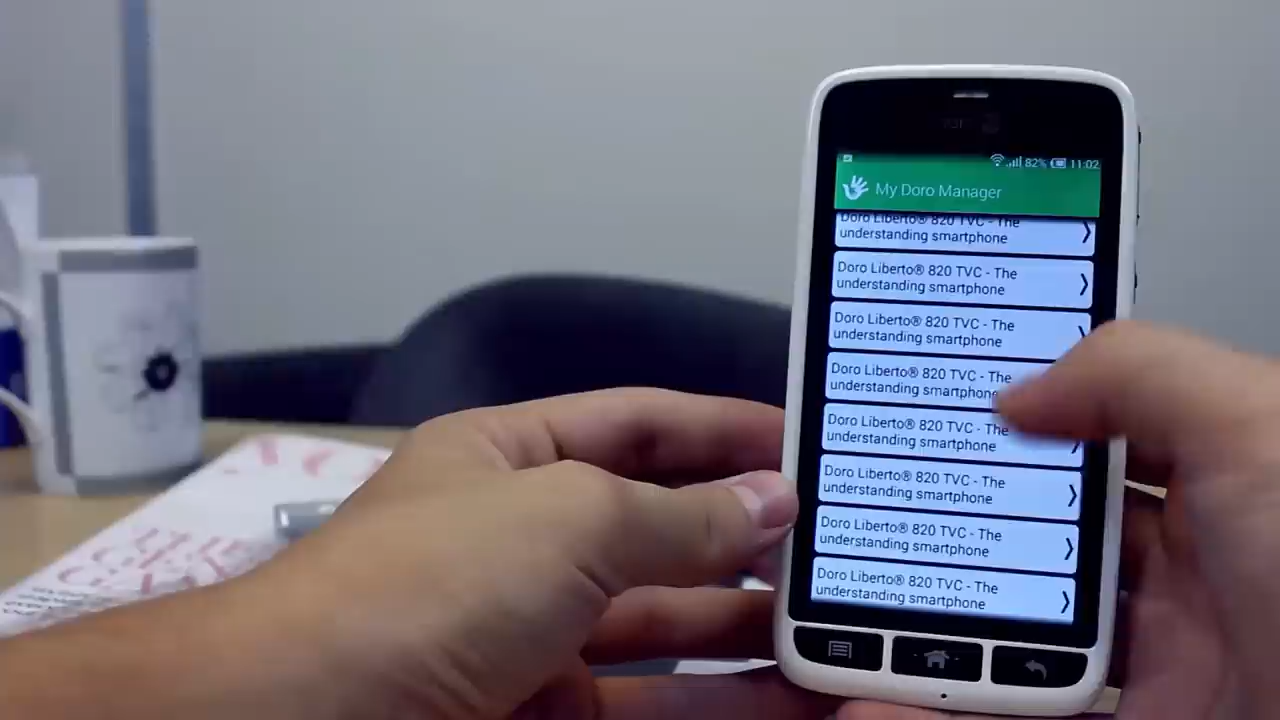 82% 11:02
My Doro Manager
Doro Liberto® 820 TVC - The
understanding smartphone
Doro Liberto® 820 TVC - The
understanding smartphone
Doro Liberto® 820 TVC - The
understanding smartphone
Doro Liberto® 820 TVC - The
understanding smartphone
Doro Liberto® 820 TVC - The
understanding smartphone
Doro Liberto® 820 TVC - The
understanding smartphone
Doro Liberto® 820 TVC - The
understanding smartphone
Doro Liberto® 820 TVC - The
understanding smartphone